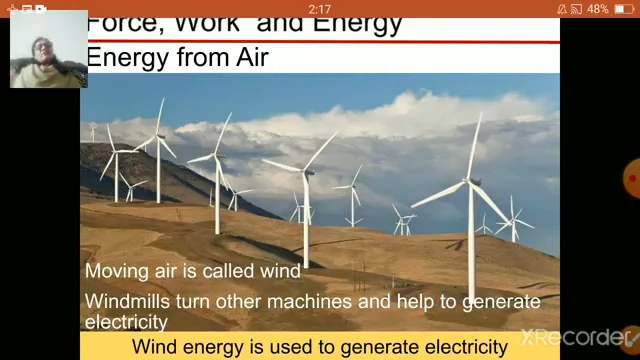 2:17
48%
Force, Work and Energy
Energy from Air
Moving air is called wind
Windmills turn other machines and help to generate
electricity
Wind energy is used to generate electricity
XRecorder